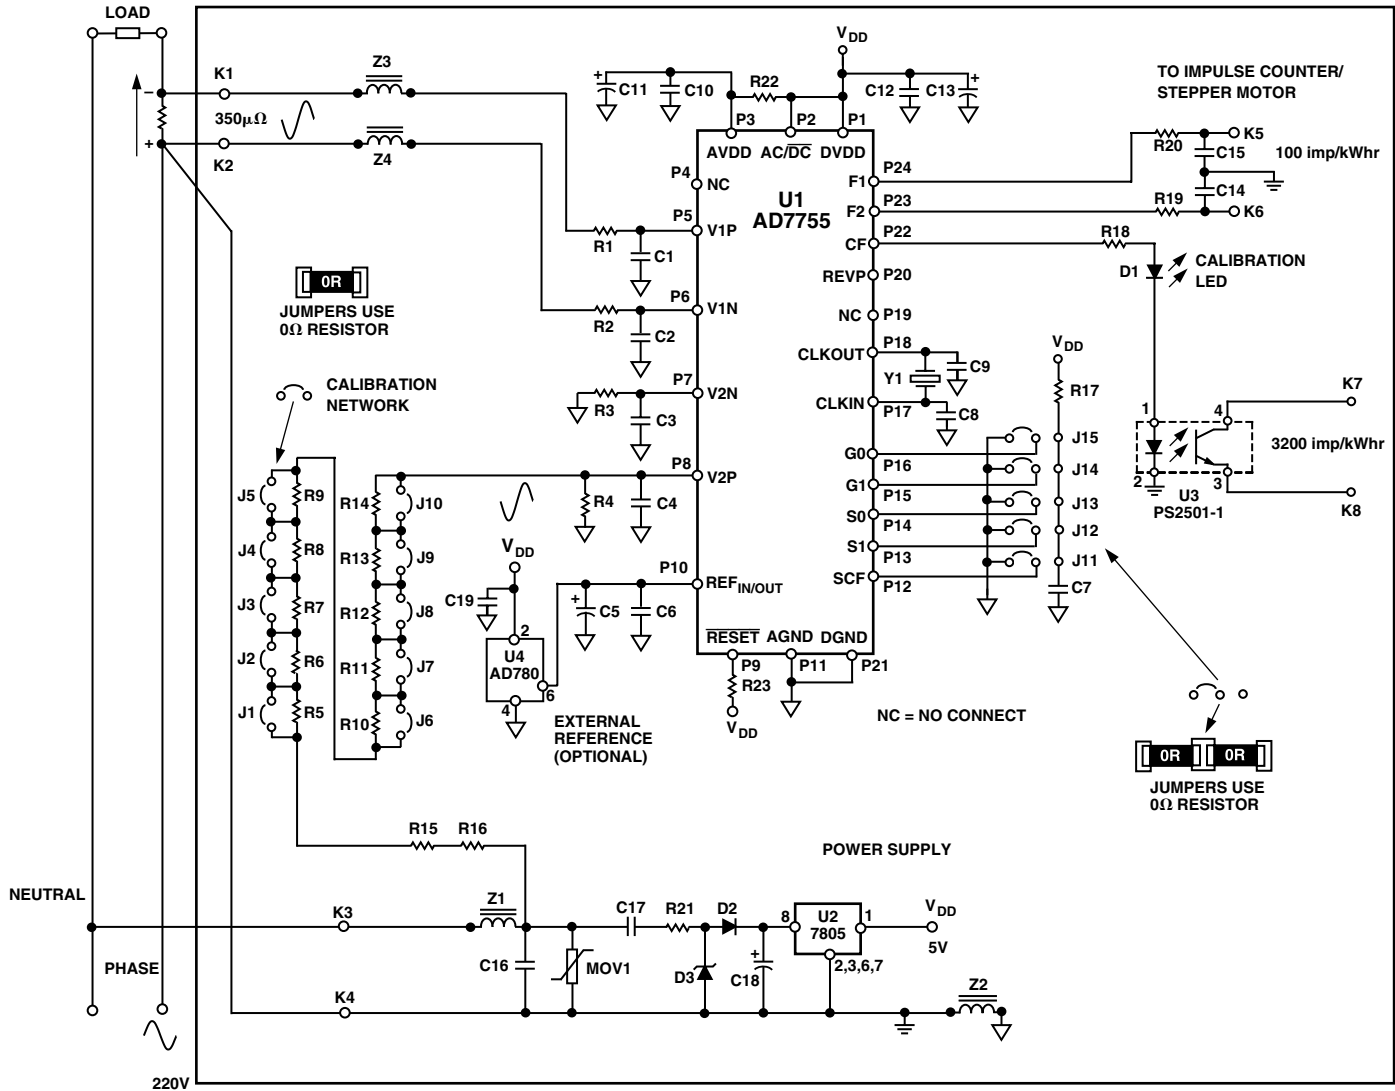 LOAD
K1
Z3
350μΩ
K2
Z4
−
+
+
C11
C10
R22
VDD
C12
C13
+
P3
P2
P1
AVDD
AC/DC
DVDD
TO IMPULSE COUNTER/
STEPPER MOTOR
P4
NC
U1
AD7755
P24
F1
R20
K5
C15
100 imp/kWhr
C14
P23
F2
R19
K6
P5
V1P
R1
C1
P22
CF
R18
D1
CALIBRATION
LED
REVP
P20
0R
JUMPERS USE
0Ω RESISTOR
P6
V1N
R2
C2
NC
P19
CLKOUT
P18
C9
Y1
CLKIN
P17
C8
VDD
R17
CALIBRATION
NETWORK
P7
V2N
R3
C3
K7
1
4
3200 imp/kWhr
2
3
U3
PS2501-1
K8
G0
P16
J15
G1
P15
J14
S0
P14
J13
S1
P13
J12
SCF
P12
J11
C7
P8
V2P
R4
C4
J5
R9
R14
J10
J4
R8
R13
J9
J3
R7
R12
J8
J2
R6
R11
J7
J1
R5
R10
J6
VDD
C19
2
U4
AD780
6
4
P10
REFIN/OUT
+
C5
C6
EXTERNAL
REFERENCE
(OPTIONAL)
RESET
AGND
DGND
P9
P11
P21
R23
VDD
NC = NO CONNECT
0R
0R
JUMPERS USE
0Ω RESISTOR
R15
R16
POWER SUPPLY
NEUTRAL
K3
Z1
C17
R21
D2
8
U2
7805
1
VDD
5V
PHASE
C16
MOV1
D3
+
C18
2,3,6,7
K4
Z2
220V